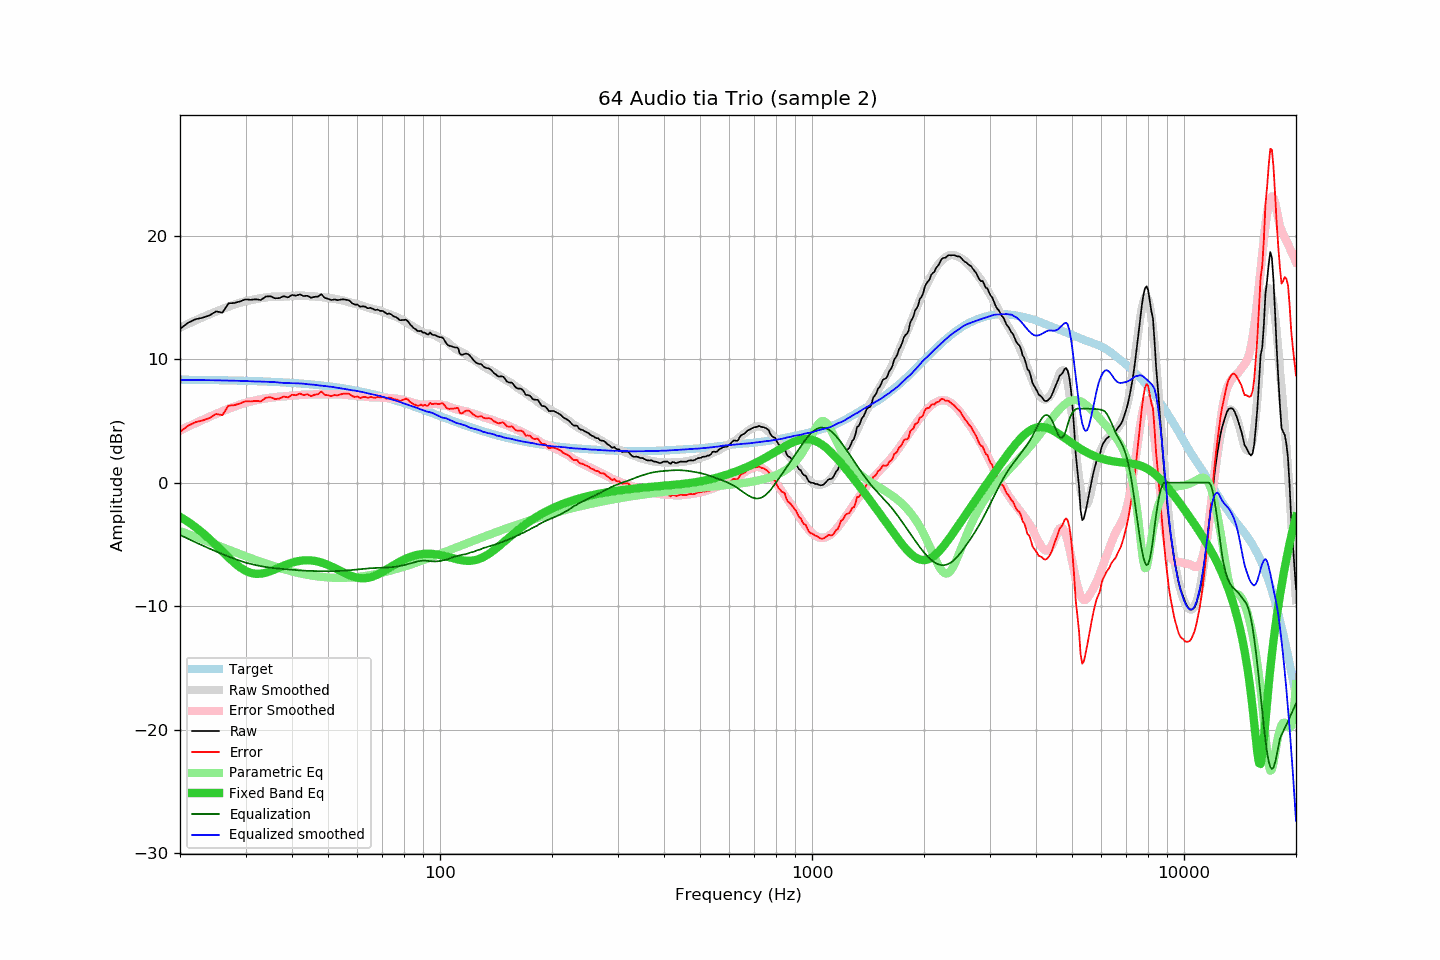 64 Audio tia Trio (sample 2)
Amplitude (dBr)
20
10
0
−10
−20
−30
Target
Raw Smoothed
Error Smoothed
Raw
Error
Parametric Eq
Fixed Band Eq
Equalization
Equalized smoothed
100 1000 10000
Frequency (Hz)